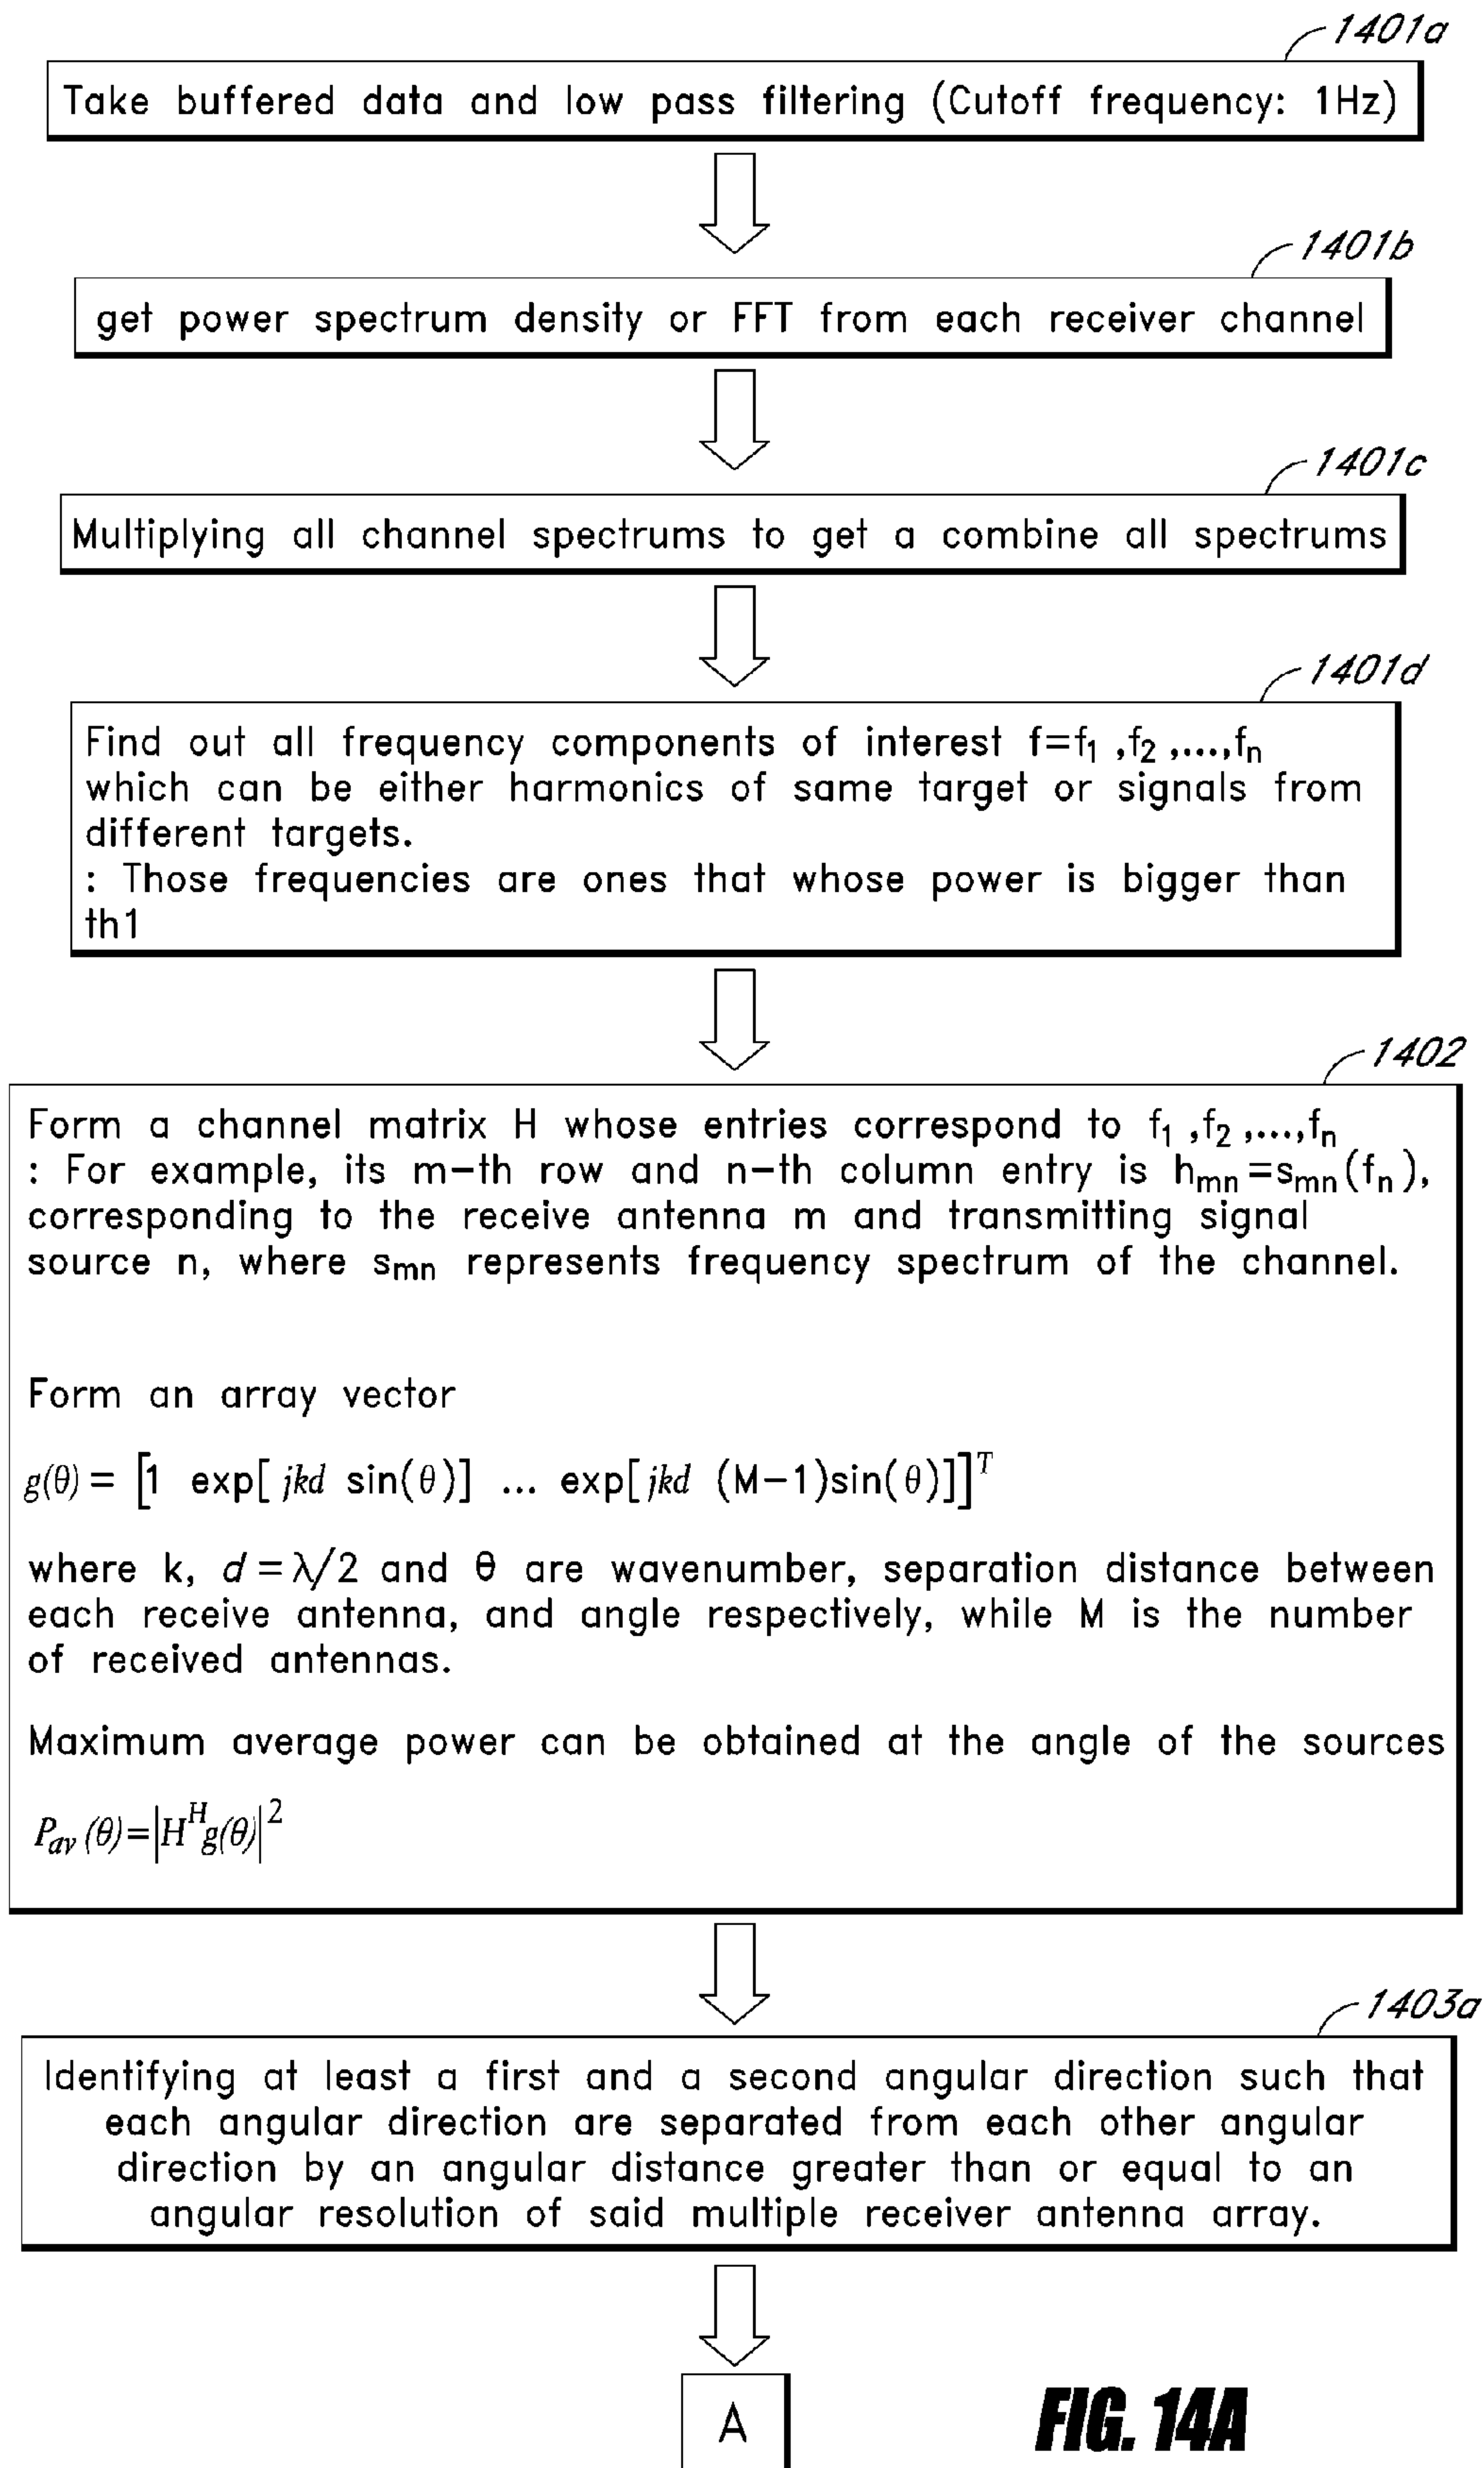 1401a
Take buffered data and low pass filtering (Cutoff frequency: 1Hz)
1401b
get power spectrum density or FFT from each receiver channel
1401c
Multiplying all channel spectrums to get a combine all spectrums
1401d
Find out all frequency components of interest f=f₁ ,f₂ ,...,fₙ
which can be either harmonics of same target or signals from
different targets.
: Those frequencies are ones that whose power is bigger than
th1
1402
Form a channel matrix H whose entries correspond to f₁ ,f₂ ,...,fₙ
: For example, its m-th row and n-th column entry is hₘₙ=sₘₙ(fₙ),
corresponding to the receive antenna m and transmitting signal
source n, where sₘₙ represents frequency spectrum of the channel.
Form an array vector
g(θ) = [1 exp[jkd sin(θ)] ... exp[jkd (M-1)sin(θ)]]ᵀ
where k, d = λ/2 and θ are wavenumber, separation distance between
each receive antenna, and angle respectively, while M is the number
of received antennas.
Maximum average power can be obtained at the angle of the sources
Pₐᵥ(θ)=|Hᴴg(θ)|²
1403a
Identifying at least a first and a second angular direction such that
each angular direction are separated from each other angular
direction by an angular distance greater than or equal to an
angular resolution of said multiple receiver antenna array.
A
FIG. 14A